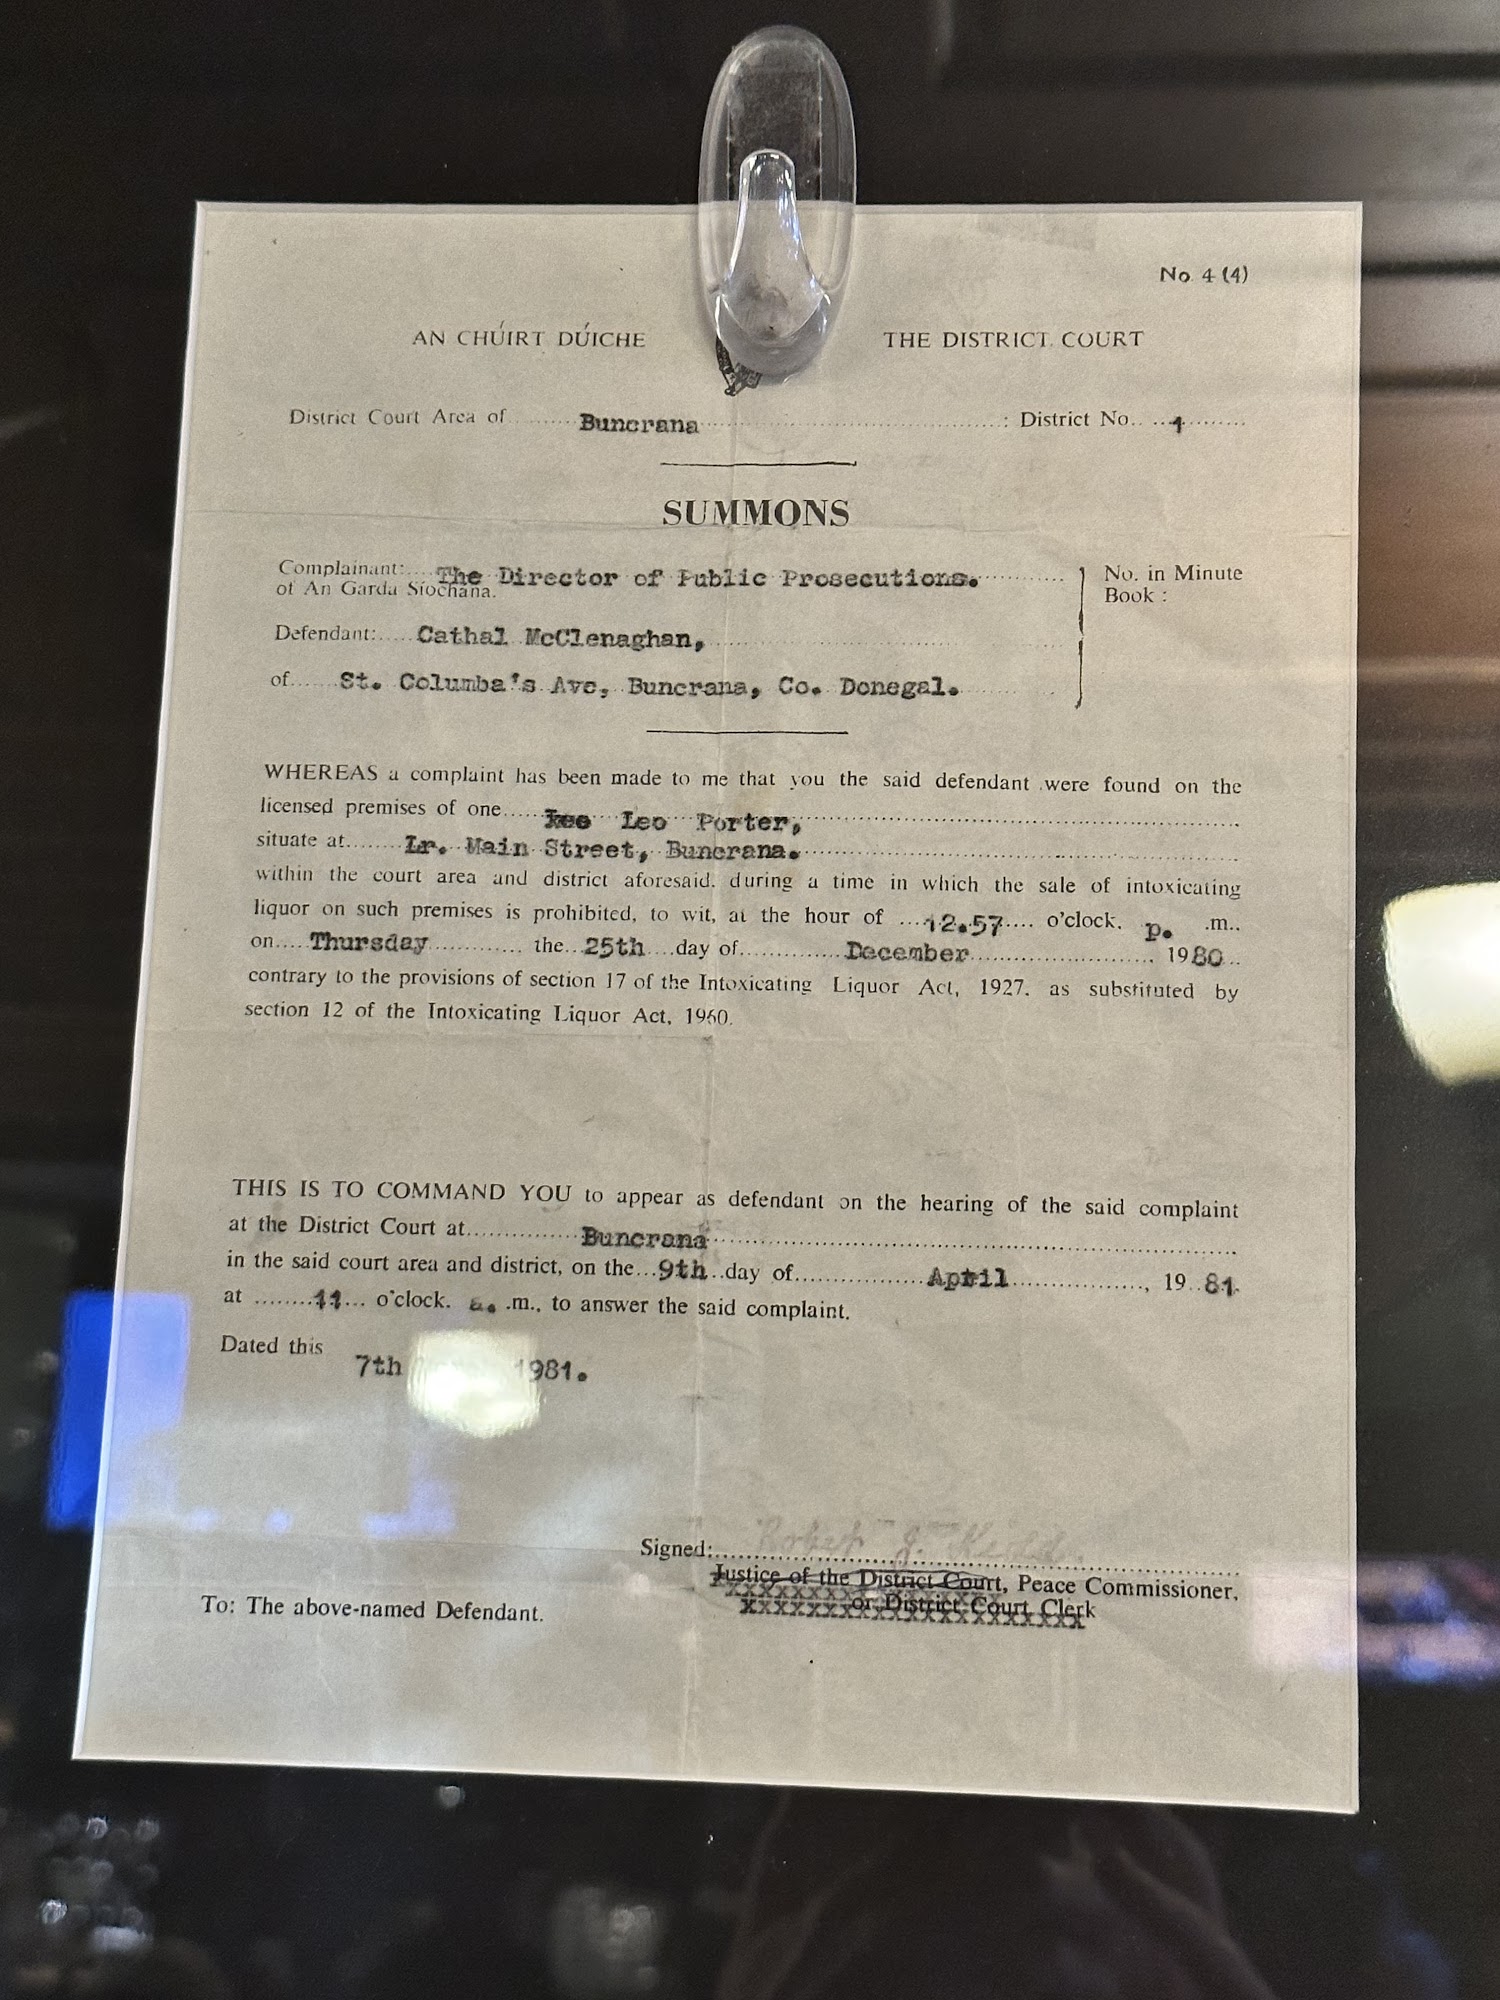 No. 4 (4)
AN CHÚIRT DÚICHE THE DISTRICT COURT
District Court Area of Buncrana : District No. 1
SUMMONS
Complainant: The Director of Public Prosecutions.
of An Garda Síochána.
No. in Minute
Book :
Defendant: Cathal McClenaghan,
of St. Columba's Ave, Buncrana, Co. Donegal.
WHEREAS a complaint has been made to me that you the said defendant were found on the
licensed premises of one Leo Porter,
situate at Lr. Main Street, Buncrana.
within the court area and district aforesaid, during a time in which the sale of intoxicating
liquor on such premises is prohibited, to wit, at the hour of 12.57 o'clock, p. .m..
on Thursday the 25th day of December 1980
contrary to the provisions of section 17 of the Intoxicating Liquor Act, 1927, as substituted by
section 12 of the Intoxicating Liquor Act, 1960.
THIS IS TO COMMAND YOU to appear as defendant on the hearing of the said complaint
at the District Court at Buncrana
in the said court area and district, on the 9th day of April, 1981
at 11 o'clock. a. .m., to answer the said complaint.
Dated this
7th 1981.
Signed:
Justice of the District Court, Peace Commissioner,
or District Court Clerk
To: The above-named Defendant.